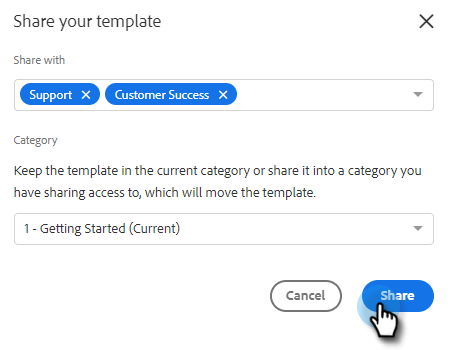 Share your template
Share with
Support
Customer Success
Category
Keep the template in the current category or share it into a category you
have sharing access to, which will move the template.
1 - Getting Started (Current)
Cancel
Share